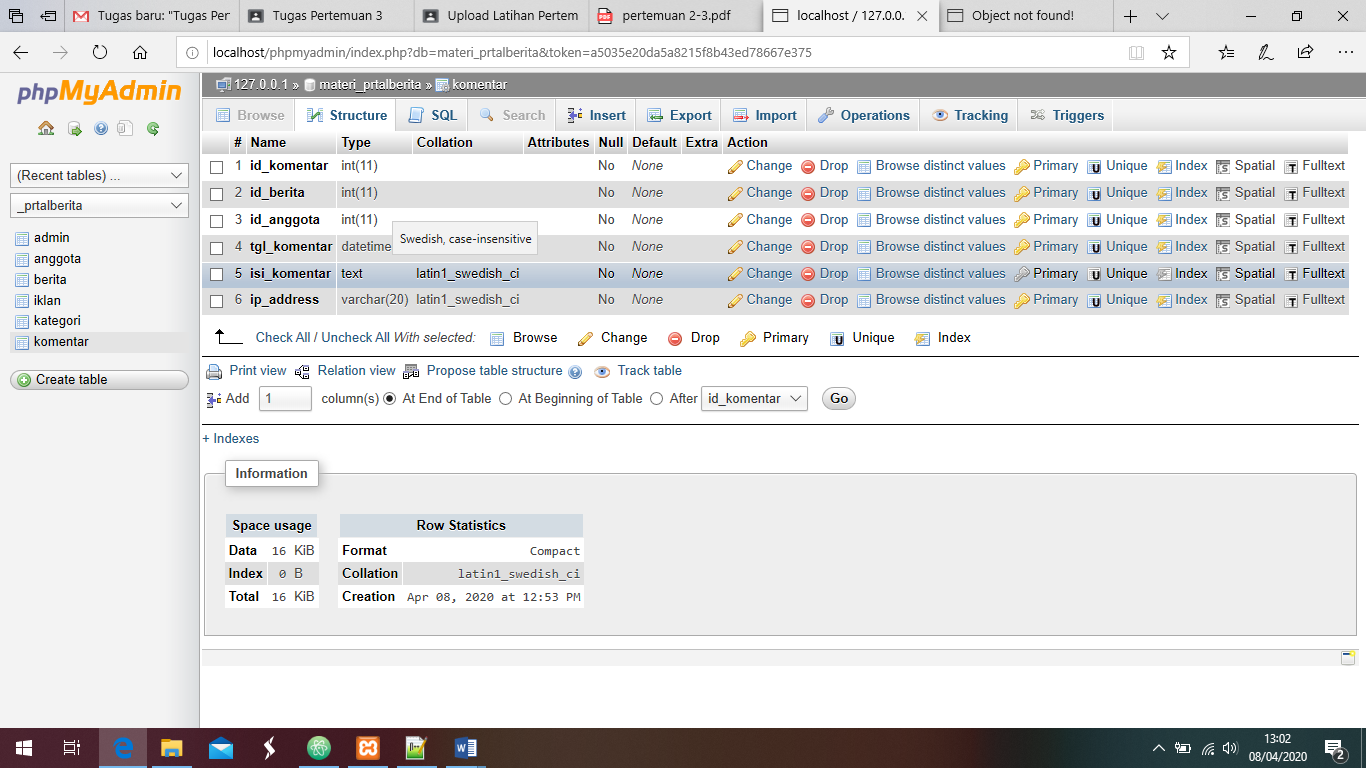 Tugas baru: "Tugas Per
Tugas Pertemuan 3
Upload Latihan Pertem
pertemuan 2-3.pdf
localhost / 127.0.0.
Object not found!
localhost/phpmyadmin/index.php?db=materi_prtalberita&token=a5035e20da5a8215f8b43ed78667e375
phpMyAdmin
(Recent tables) ...
_prtalberita
admin
anggota
berita
iklan
kategori
komentar
Create table
127.0.0.1 » materi_prtalberita » komentar
Browse Structure SQL Search Insert Export Import Operations Tracking Triggers
# Name Type Collation Attributes Null Default Extra Action
1 id_komentar int(11) No None Change Drop Browse distinct values Primary Unique Index Spatial Fulltext
2 id_berita int(11) No None Change Drop Browse distinct values Primary Unique Index Spatial Fulltext
3 id_anggota int(11) No None Change Drop Browse distinct values Primary Unique Index Spatial Fulltext
Swedish, case-insensitive
4 tgl_komentar datetime No None Change Drop Browse distinct values Primary Unique Index Spatial Fulltext
5 isi_komentar text latin1_swedish_ci No None Change Drop Browse distinct values Primary Unique Index Spatial Fulltext
6 ip_address varchar(20) latin1_swedish_ci No None Change Drop Browse distinct values Primary Unique Index Spatial Fulltext
Check All / Uncheck All With selected: Browse Change Drop Primary Unique Index
Print view Relation view Propose table structure Track table
Add 1 column(s) At End of Table At Beginning of Table After id_komentar Go
+ Indexes
Information
Space usage
Data 16 KiB
Index 0 B
Total 16 KiB
Row Statistics
Format Compact
Collation latin1_swedish_ci
Creation Apr 08, 2020 at 12:53 PM
13:02
08/04/2020
2